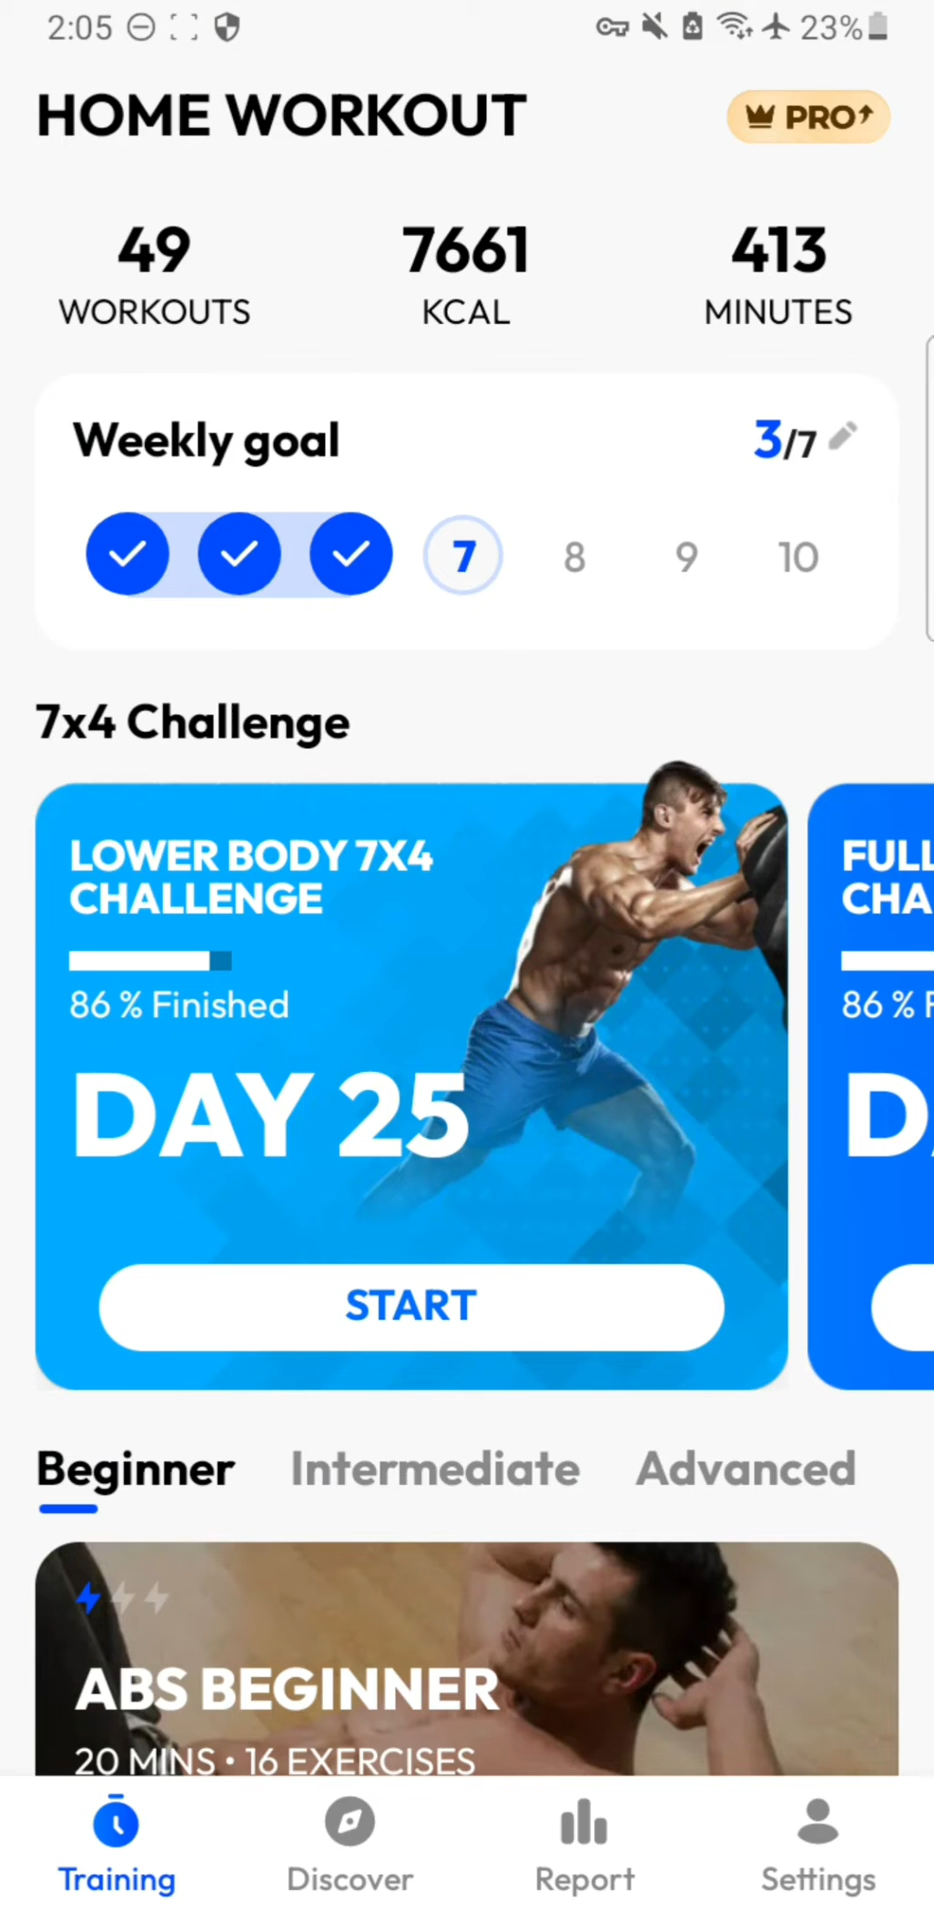 2:05 23%
HOME WORKOUT PRO
49 7661 413
WORKOUTS KCAL MINUTES
Weekly goal 3/7
7 8 9 10
7x4 Challenge
LOWER BODY 7X4
CHALLENGE
86 % Finished
DAY 25
START
FULL
CHA
86 % F
D
Beginner Intermediate Advanced
ABS BEGINNER
20 MINS • 16 EXERCISES
Training Discover Report Settings